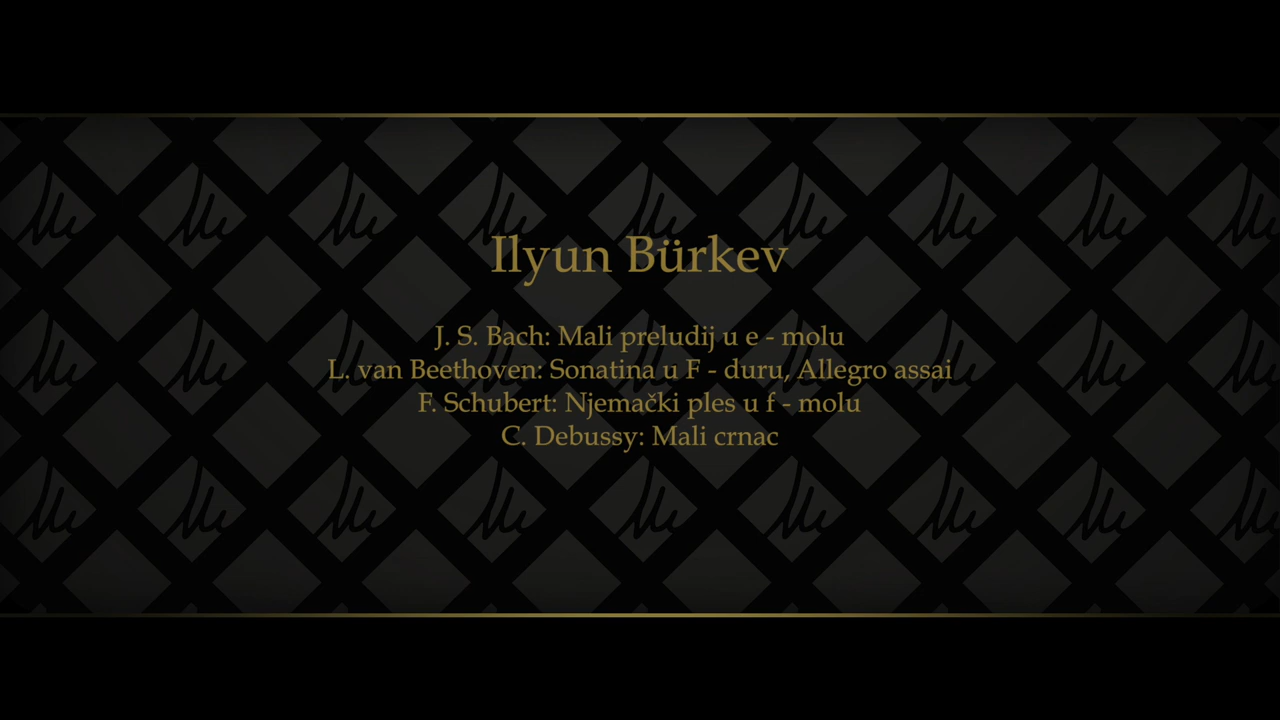 Ilyun Bürkev
J. S. Bach: Mali preludij u e - molu
L. van Beethoven: Sonatina u F - duru, Allegro assai
F. Schubert: Njemački ples u f - molu
C. Debussy: Mali crnac